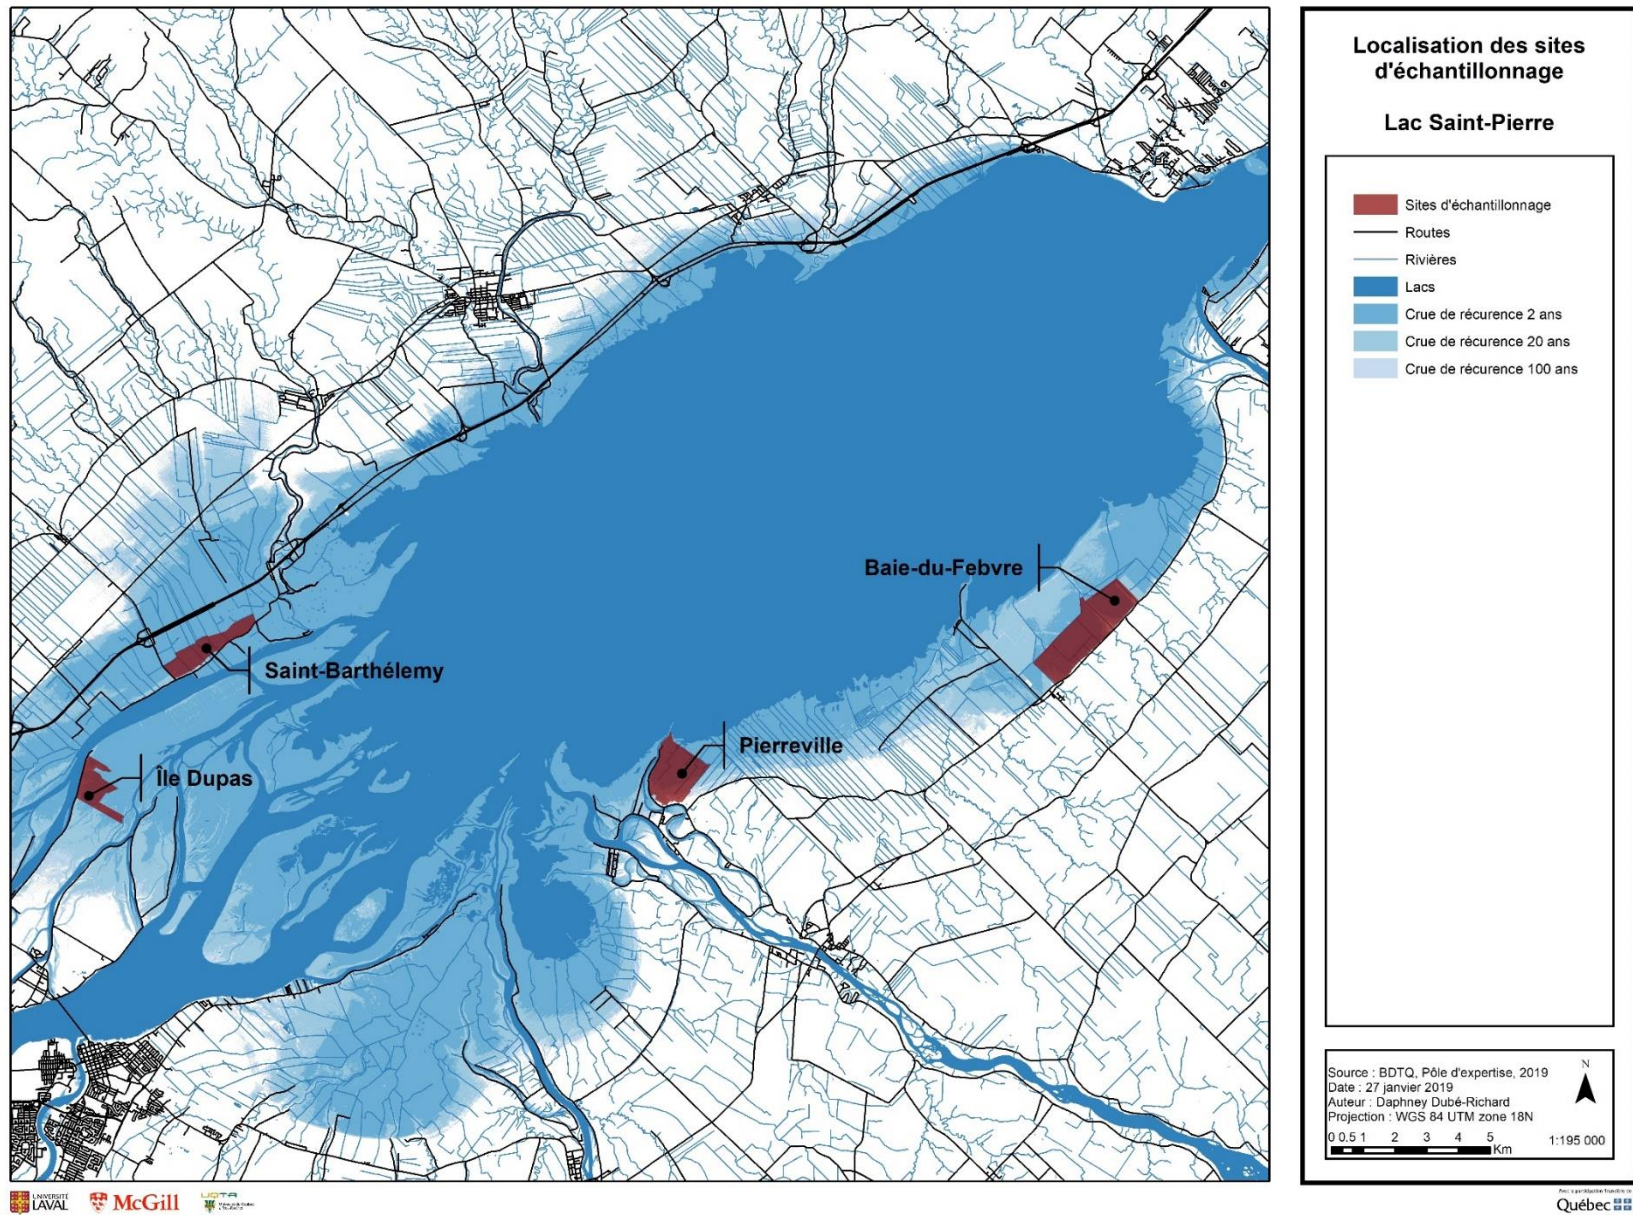 Localisation des sites
d'échantillonnage
Lac Saint-Pierre
Sites d'échantillonnage
Routes
Rivières
Lacs
Crue de récurence 2 ans
Crue de récurence 20 ans
Crue de récurence 100 ans
Baie-du-Febvre
Saint-Barthélemy
Pierreville
Île Dupas
N
Source : BDTQ, Pôle d'expertise, 2019
Date : 27 janvier 2019
Auteur : Daphney Dubé-Richard
Projection : WGS 84 UTM zone 18N
0 0.5 1 2 3 4 5
Km
1:195 000
UNIVERSITÉ
LAVAL
McGill
UQTR
Québec